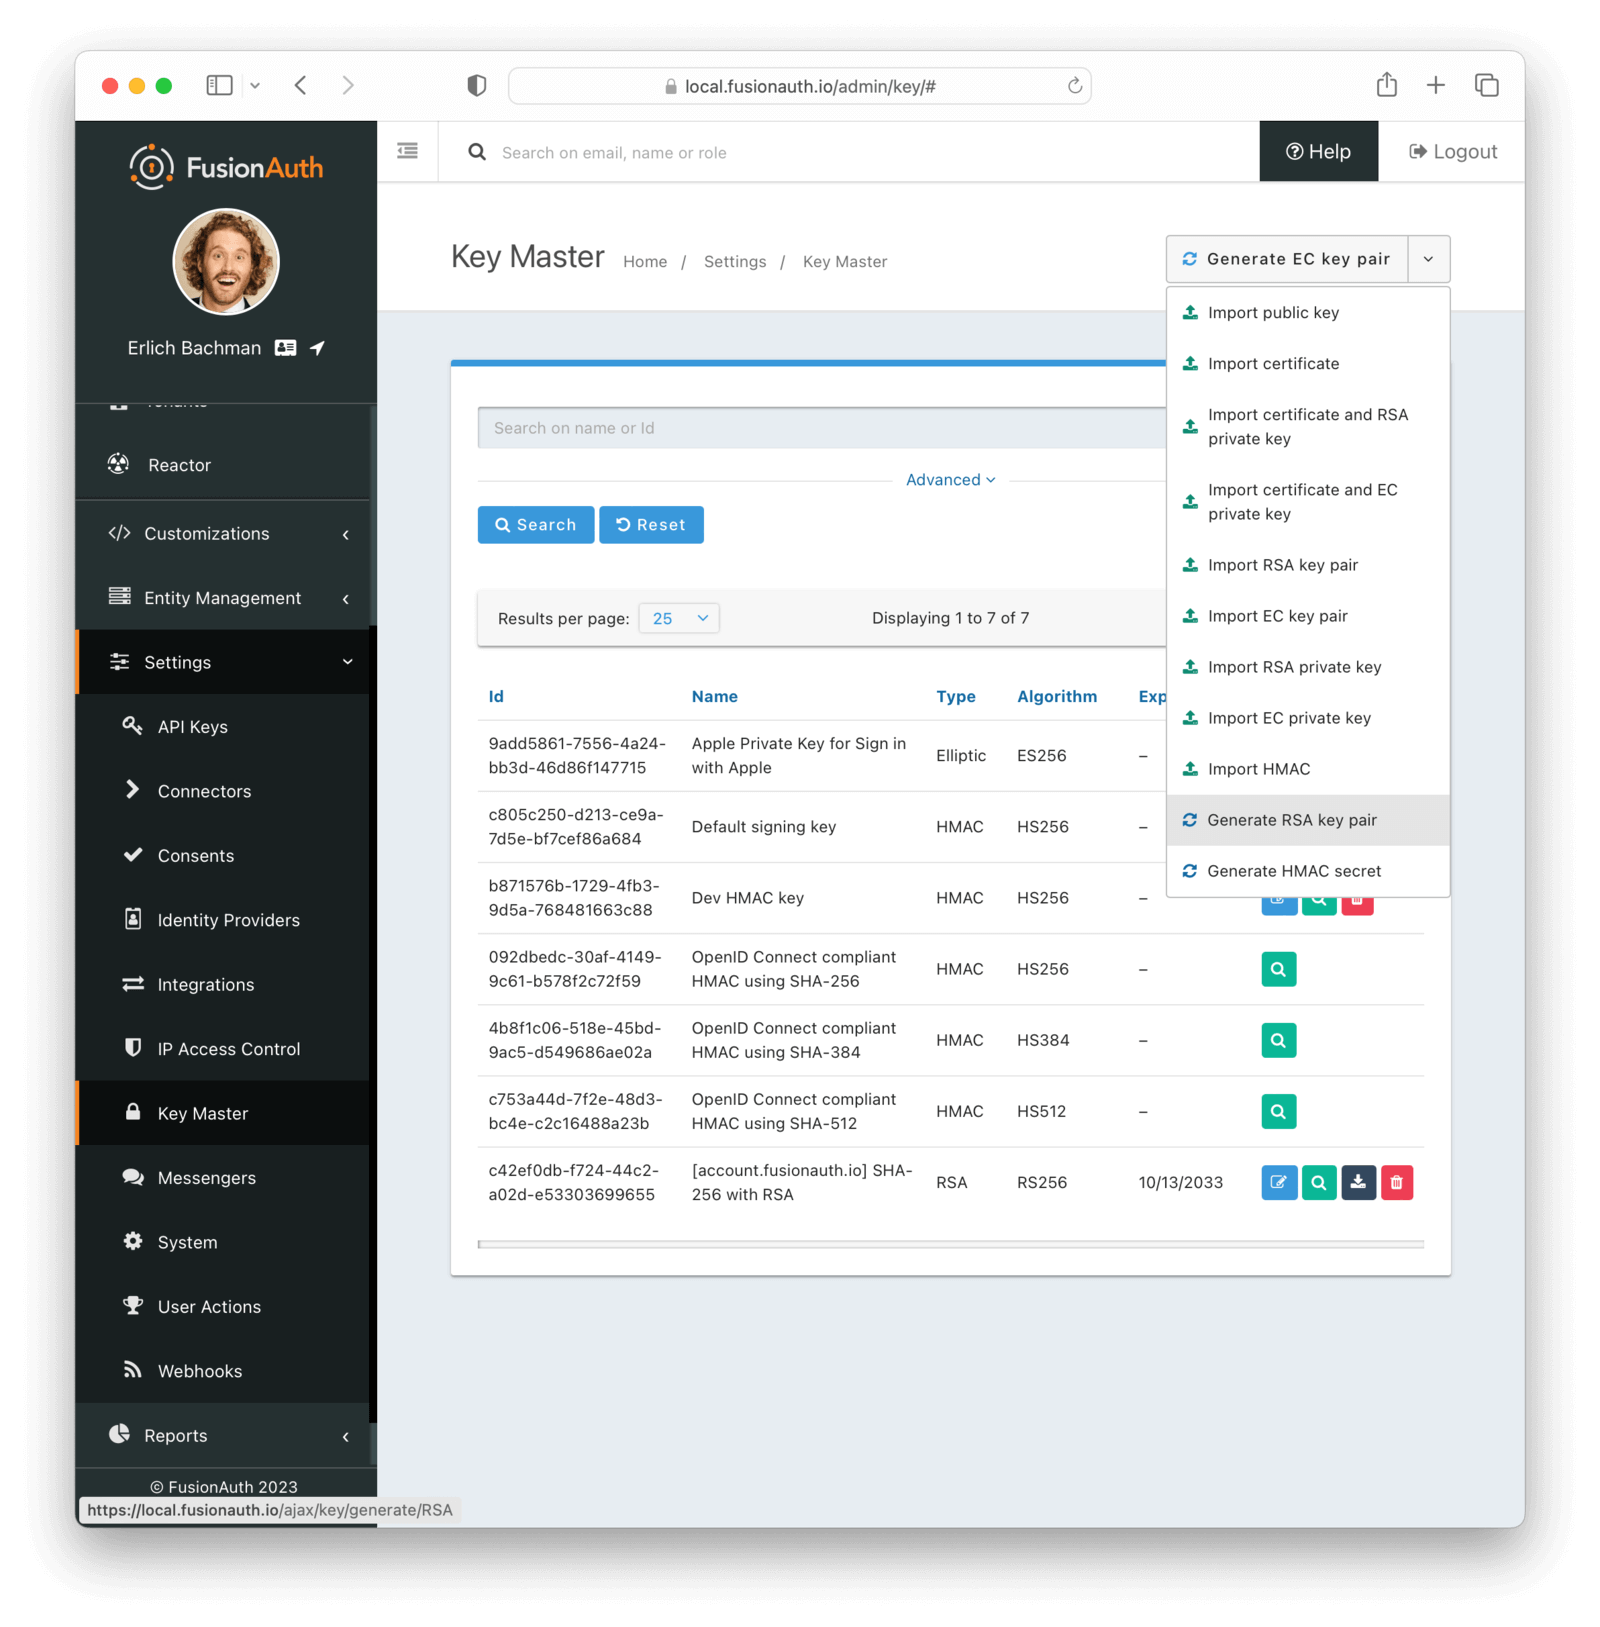 local.fusionauth.io/admin/key/#
FusionAuth
Search on email, name or role
Help
Logout
Erlich Bachman
Tenants
Reactor
Customizations
Entity Management
Settings
API Keys
Connectors
Consents
Identity Providers
Integrations
IP Access Control
Key Master
Messengers
System
User Actions
Webhooks
Reports
© FusionAuth 2023
https://local.fusionauth.io/ajax/key/generate/RSA
Key Master
Home / Settings / Key Master
Generate EC key pair
Import public key
Import certificate
Import certificate and RSA
private key
Import certificate and EC
private key
Import RSA key pair
Import EC key pair
Import RSA private key
Import EC private key
Import HMAC
Generate RSA key pair
Generate HMAC secret
Search on name or Id
Advanced
Search
Reset
Results per page: 25
Displaying 1 to 7 of 7
Id Name Type Algorithm Exp
9add5861-7556-4a24- Apple Private Key for Sign in Elliptic ES256 –
bb3d-46d86f147715 with Apple
c805c250-d213-ce9a- Default signing key HMAC HS256 –
7d5e-bf7cef86a684
b871576b-1729-4fb3- Dev HMAC key HMAC HS256 –
9d5a-768481663c88
092dbedc-30af-4149- OpenID Connect compliant HMAC HS256 –
9c61-b578f2c72f59 HMAC using SHA-256
4b8f1c06-518e-45bd- OpenID Connect compliant HMAC HS384 –
9ac5-d549686ae02a HMAC using SHA-384
c753a44d-7f2e-48d3- OpenID Connect compliant HMAC HS512 –
bc4e-c2c16488a23b HMAC using SHA-512
c42ef0db-f724-44c2- [account.fusionauth.io] SHA- RSA RS256 10/13/2033
a02d-e53303699655 256 with RSA